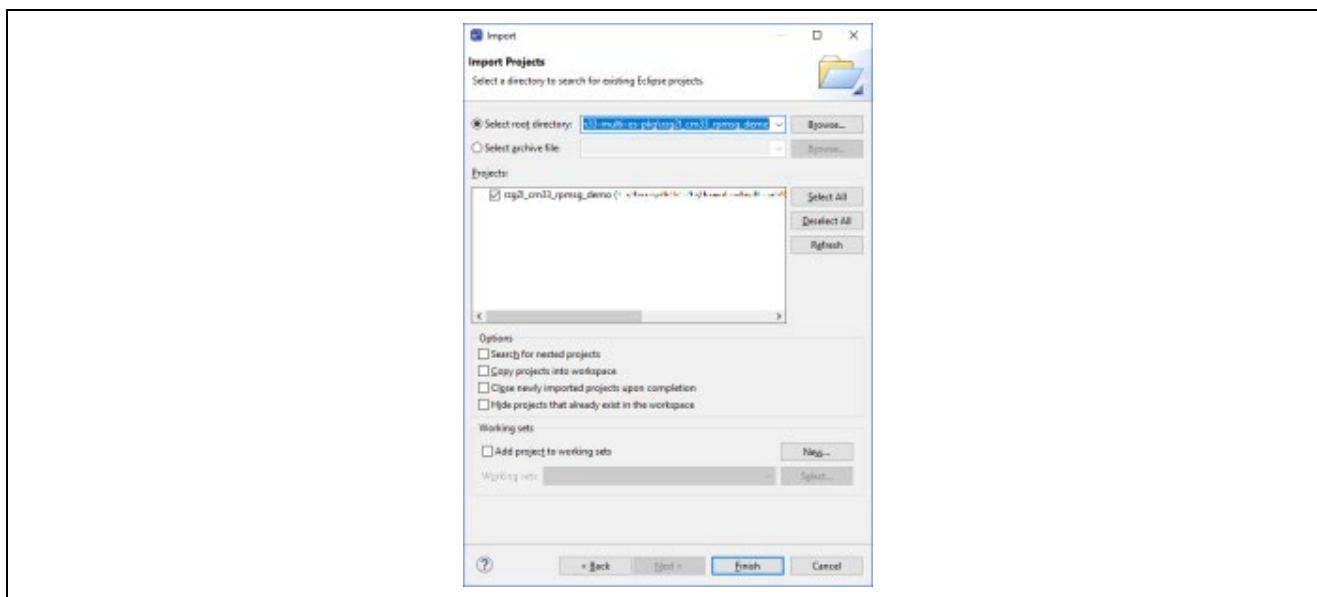 Import
Import Projects
Select a directory to search for existing Eclipse projects.
Select root directory: rzg2l_cm33_rpmsg_demo Browse...
Select archive file: Browse...
Projects:
rzg2l_cm33_rpmsg_demo Select All
Deselect All
Refresh
Options
Search for nested projects
Copy projects into workspace
Close newly imported projects upon completion
Hide projects that already exist in the workspace
Working sets
Add project to working sets New...
Working sets: Select...
< Back Next > Finish Cancel